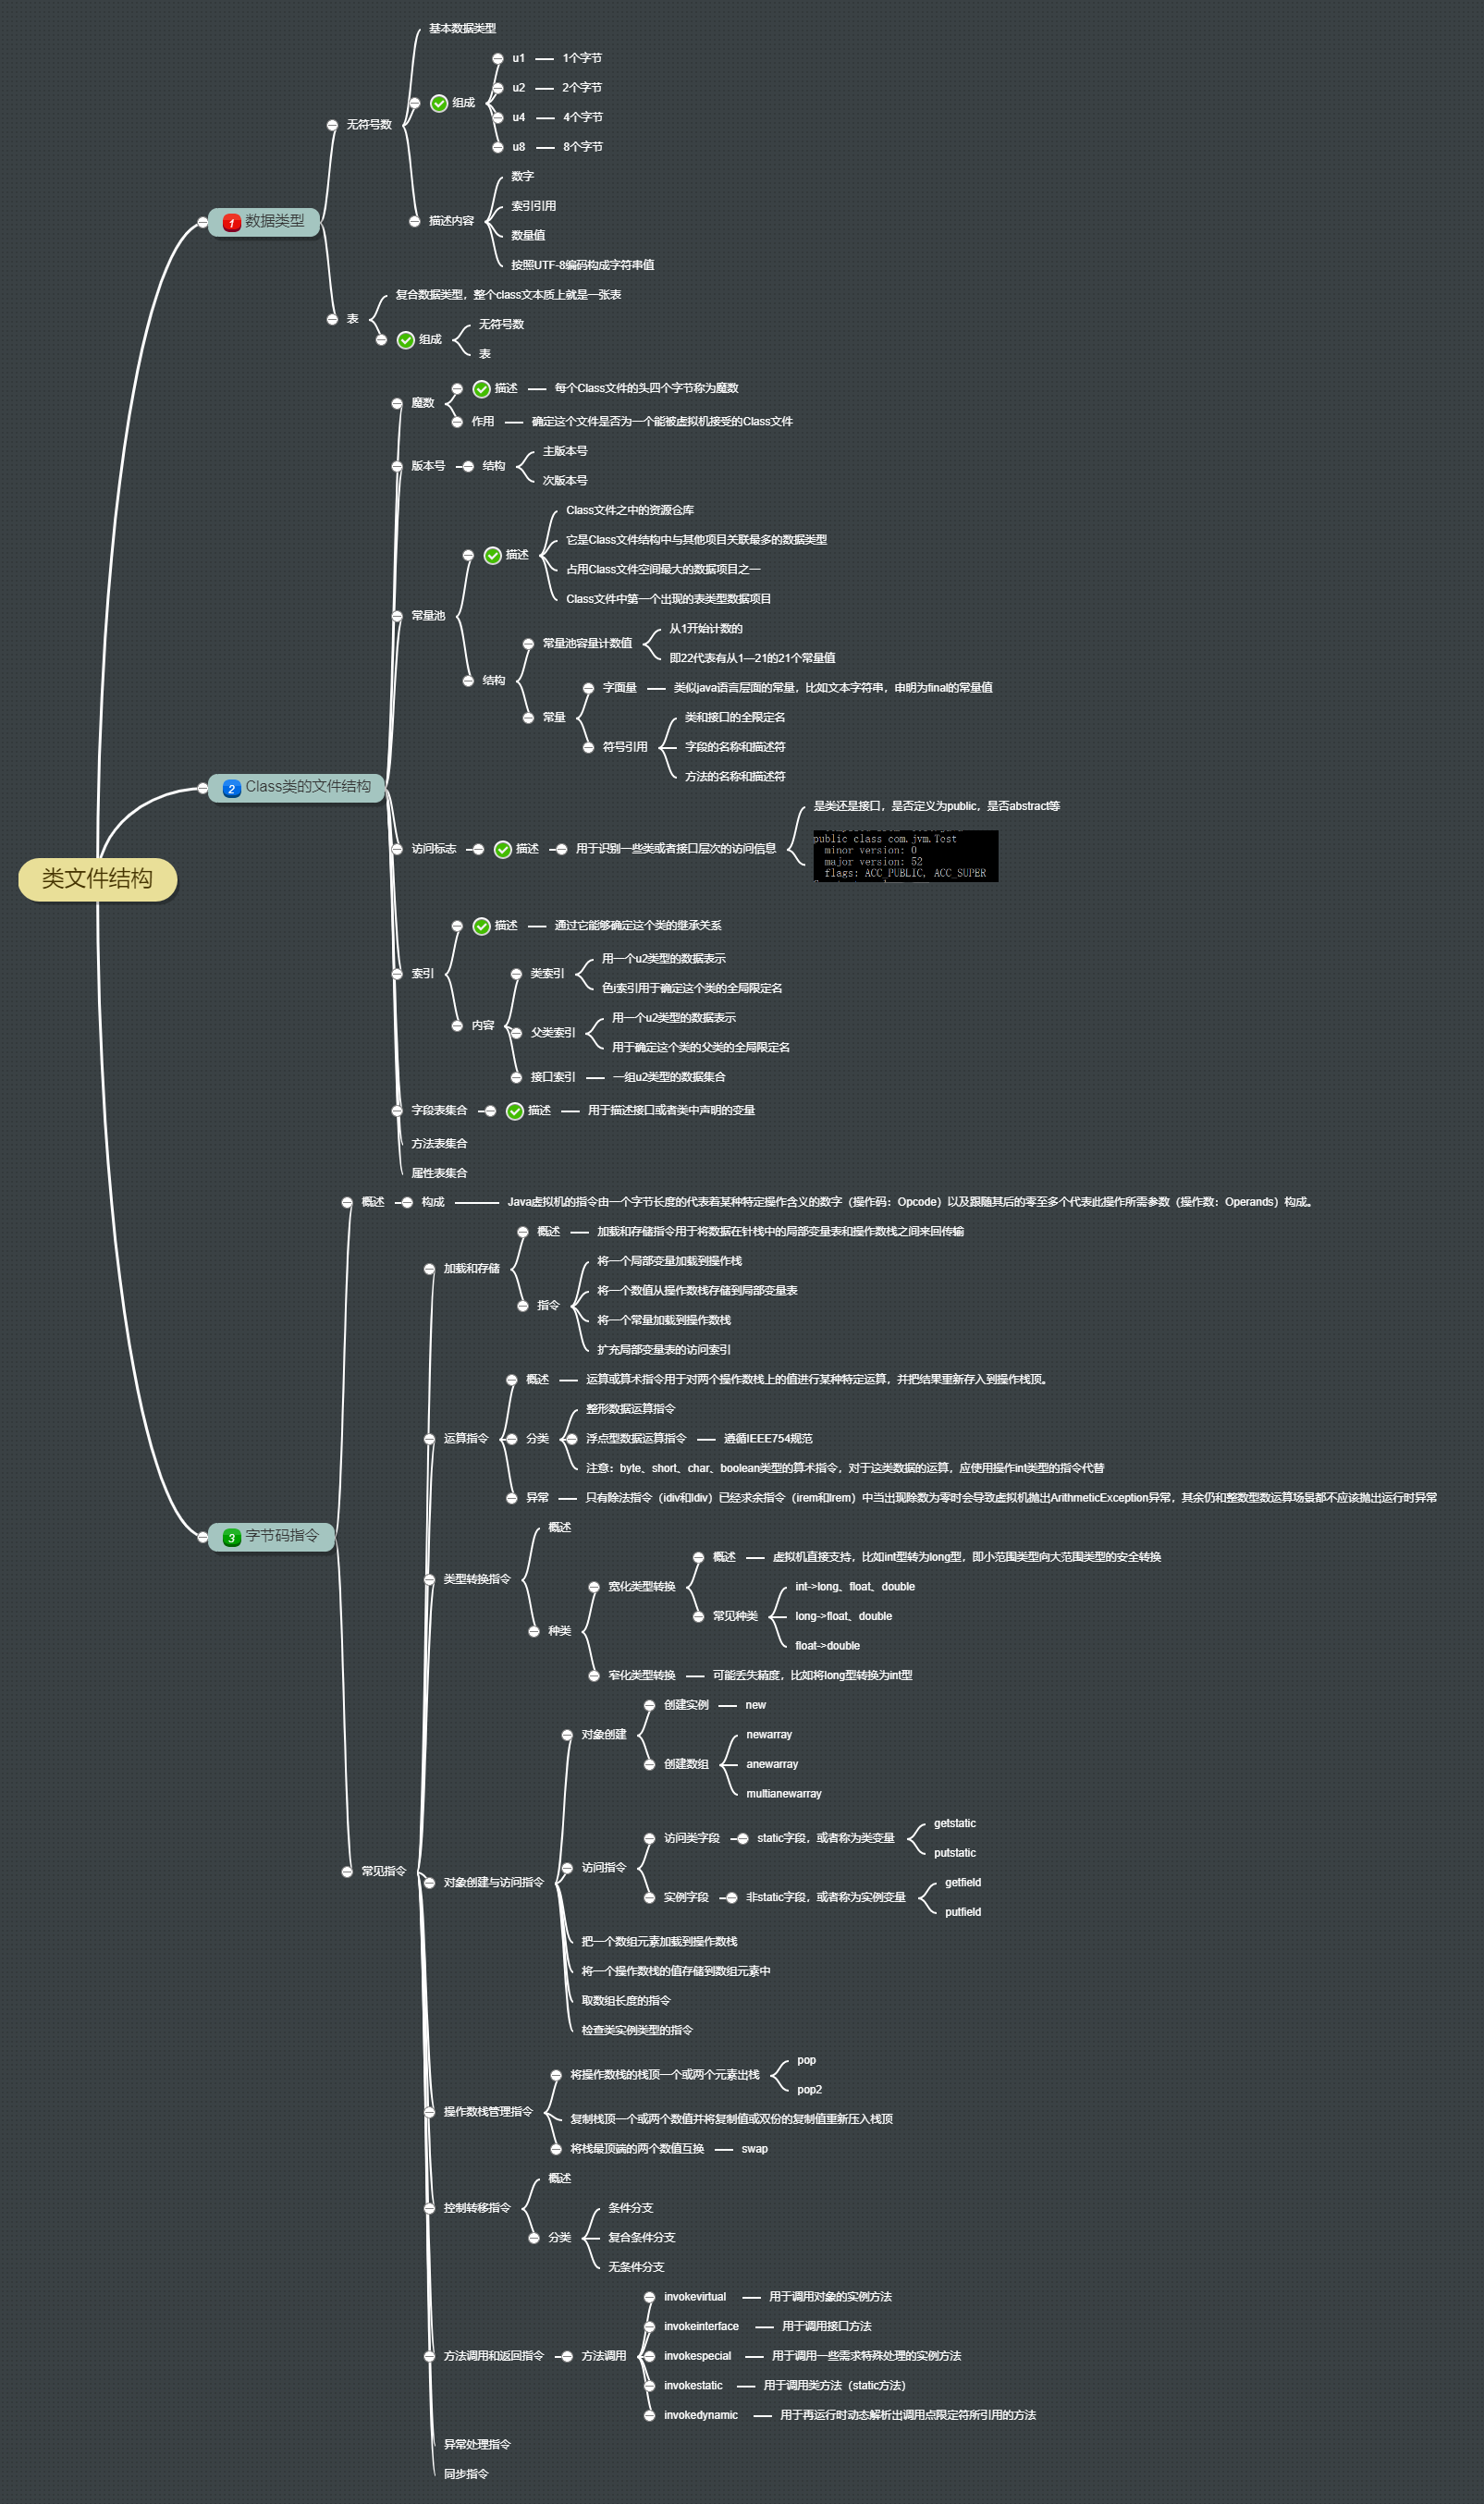 类文件结构
1 数据类型
无符号数
基本数据类型
组成
u1 1个字节
u2 2个字节
u4 4个字节
u8 8个字节
描述内容
数字
索引引用
数量值
按照UTF-8编码构成字符串值
表
复合数据类型，整个class文本质上就是一张表
组成
无符号数
表
2 Class类的文件结构
魔数
描述 每个Class文件的头四个字节称为魔数
作用 确定这个文件是否为一个能被虚拟机接受的Class文件
版本号 结构
主版本号
次版本号
常量池
描述
Class文件之中的资源仓库
它是Class文件结构中与其他项目关联最多的数据类型
占用Class文件空间最大的数据项目之一
Class文件中第一个出现的表类型数据项目
结构
常量池容量计数值
从1开始计数的
即22代表有从1—21的21个常量值
常量
字面量 类似java语言层面的常量，比如文本字符串，申明为final的常量值
符号引用
类和接口的全限定名
字段的名称和描述符
方法的名称和描述符
访问标志 描述 用于识别一些类或者接口层次的访问信息
是类还是接口，是否定义为public，是否abstract等
public class com.jvm.Test
minor version: 0
major version: 52
flags: ACC_PUBLIC, ACC_SUPER
索引
描述 通过它能够确定这个类的继承关系
内容
类索引
用一个u2类型的数据表示
色i索引用于确定这个类的全局限定名
父类索引
用一个u2类型的数据表示
用于确定这个类的父类的全局限定名
接口索引 一组u2类型的数据集合
字段表集合 描述 用于描述接口或者类中声明的变量
方法表集合
属性表集合
3 字节码指令
概述 构成 Java虚拟机的指令由一个字节长度的代表着某种特定操作含义的数字（操作码：Opcode）以及跟随其后的零至多个代表此操作所需参数（操作数：Operands）构成。
常见指令
加载和存储
概述 加载和存储指令用于将数据在针栈中的局部变量表和操作数栈之间来回传输
指令
将一个局部变量加载到操作栈
将一个数值从操作数栈存储到局部变量表
将一个常量加载到操作数栈
扩充局部变量表的访问索引
运算指令
概述 运算或算术指令用于对两个操作数栈上的值进行某种特定运算，并把结果重新存入到操作栈顶。
分类
整形数据运算指令
浮点型数据运算指令 遵循IEEE754规范
注意：byte、short、char、boolean类型的算术指令，对于这类数据的运算，应使用操作int类型的指令代替
异常 只有除法指令（idiv和ldiv）已经求余指令（irem和lrem）中当出现除数为零时会导致虚拟机抛出ArithmeticException异常，其余仍和整数型数运算场景都不应该抛出运行时异常
类型转换指令
概述
种类
宽化类型转换
概述 虚拟机直接支持，比如int型转为long型，即小范围类型向大范围类型的安全转换
常见种类
int->long、float、double
long->float、double
float->double
窄化类型转换 可能丢失精度，比如将long型转换为int型
对象创建与访问指令
对象创建
创建实例 new
创建数组
newarray
anewarray
multianewarray
访问指令
访问类字段 static字段，或者称为类变量
getstatic
putstatic
实例字段 非static字段，或者称为实例变量
getfield
putfield
把一个数组元素加载到操作数栈
将一个操作数栈的值存储到数组元素中
取数组长度的指令
检查类实例类型的指令
操作数栈管理指令
将操作数栈的栈顶一个或两个元素出栈
pop
pop2
复制栈顶一个或两个数值并将复制值或双份的复制值重新压入栈顶
将栈最顶端的两个数值互换 swap
控制转移指令
概述
分类
条件分支
复合条件分支
无条件分支
方法调用和返回指令 方法调用
invokevirtual 用于调用对象的实例方法
invokeinterface 用于调用接口方法
invokespecial 用于调用一些需求特殊处理的实例方法
invokestatic 用于调用类方法（static方法）
invokedynamic 用于再运行时动态解析出调用点限定符所引用的方法
异常处理指令
同步指令